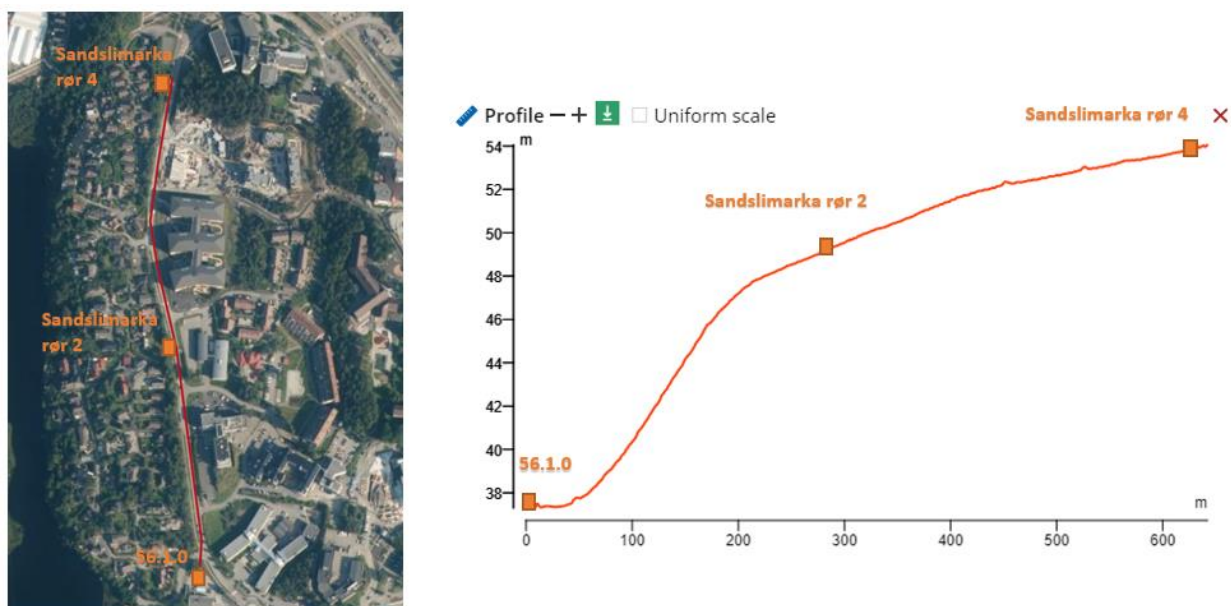 Sandslimarka
rør 4
Sandslimarka
rør 2
56.1.0
Profile
Uniform scale
m
54
52
50
48
46
44
42
40
38
Sandslimarka rør 4
Sandslimarka rør 2
56.1.0
m
0 100 200 300 400 500 600